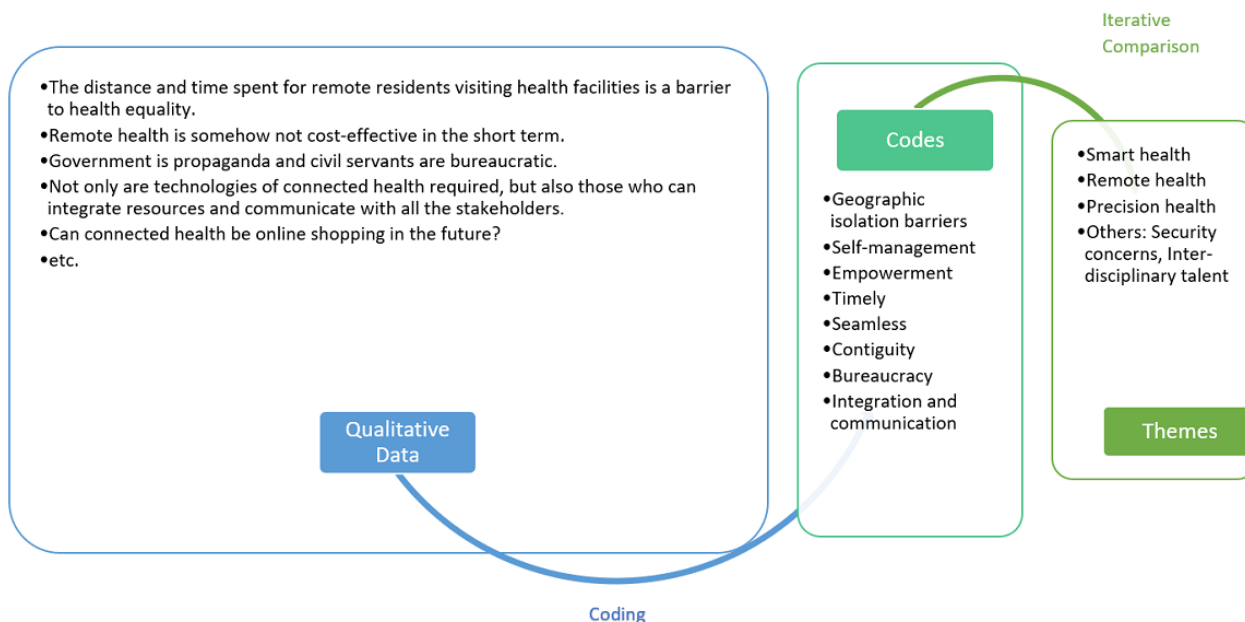 •The distance and time spent for remote residents visiting health facilities is a barrier
to health equality.
•Remote health is somehow not cost-effective in the short term.
•Government is propaganda and civil servants are bureaucratic.
•Not only are technologies of connected health required, but also those who can
integrate resources and communicate with all the stakeholders.
•Can connected health be online shopping in the future?
•etc.
Qualitative
Data
Coding
Codes
•Geographic
isolation barriers
•Self-management
•Empowerment
•Timely
•Seamless
•Contiguity
•Bureaucracy
•Integration and
communication
Iterative
Comparison
•Smart health
•Remote health
•Precision health
•Others: Security
concerns, Inter-
disciplinary talent
Themes